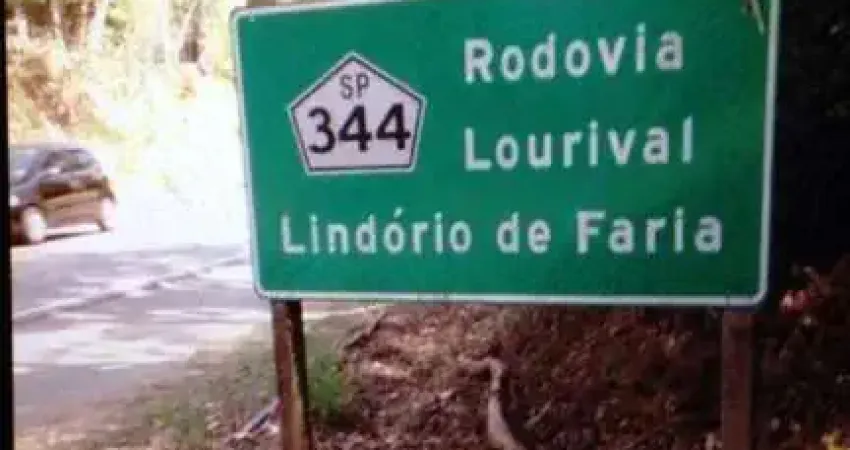 SP
344
Rodovia
Lourival
Lindório de Faria